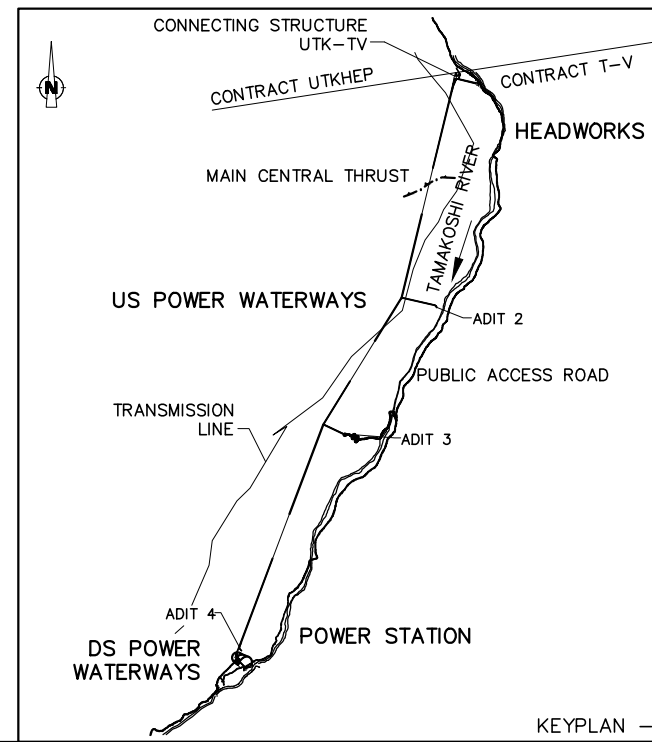 CONNECTING STRUCTURE
UTK-TV
CONTRACT UTKHEP
CONTRACT T-V
N
HEADWORKS
MAIN CENTRAL THRUST
TAMAKOSHI RIVER
US POWER WATERWAYS
ADIT 2
PUBLIC ACCESS ROAD
TRANSMISSION
LINE
ADIT 3
ADIT 4
POWER STATION
DS POWER
WATERWAYS
KEYPLAN -